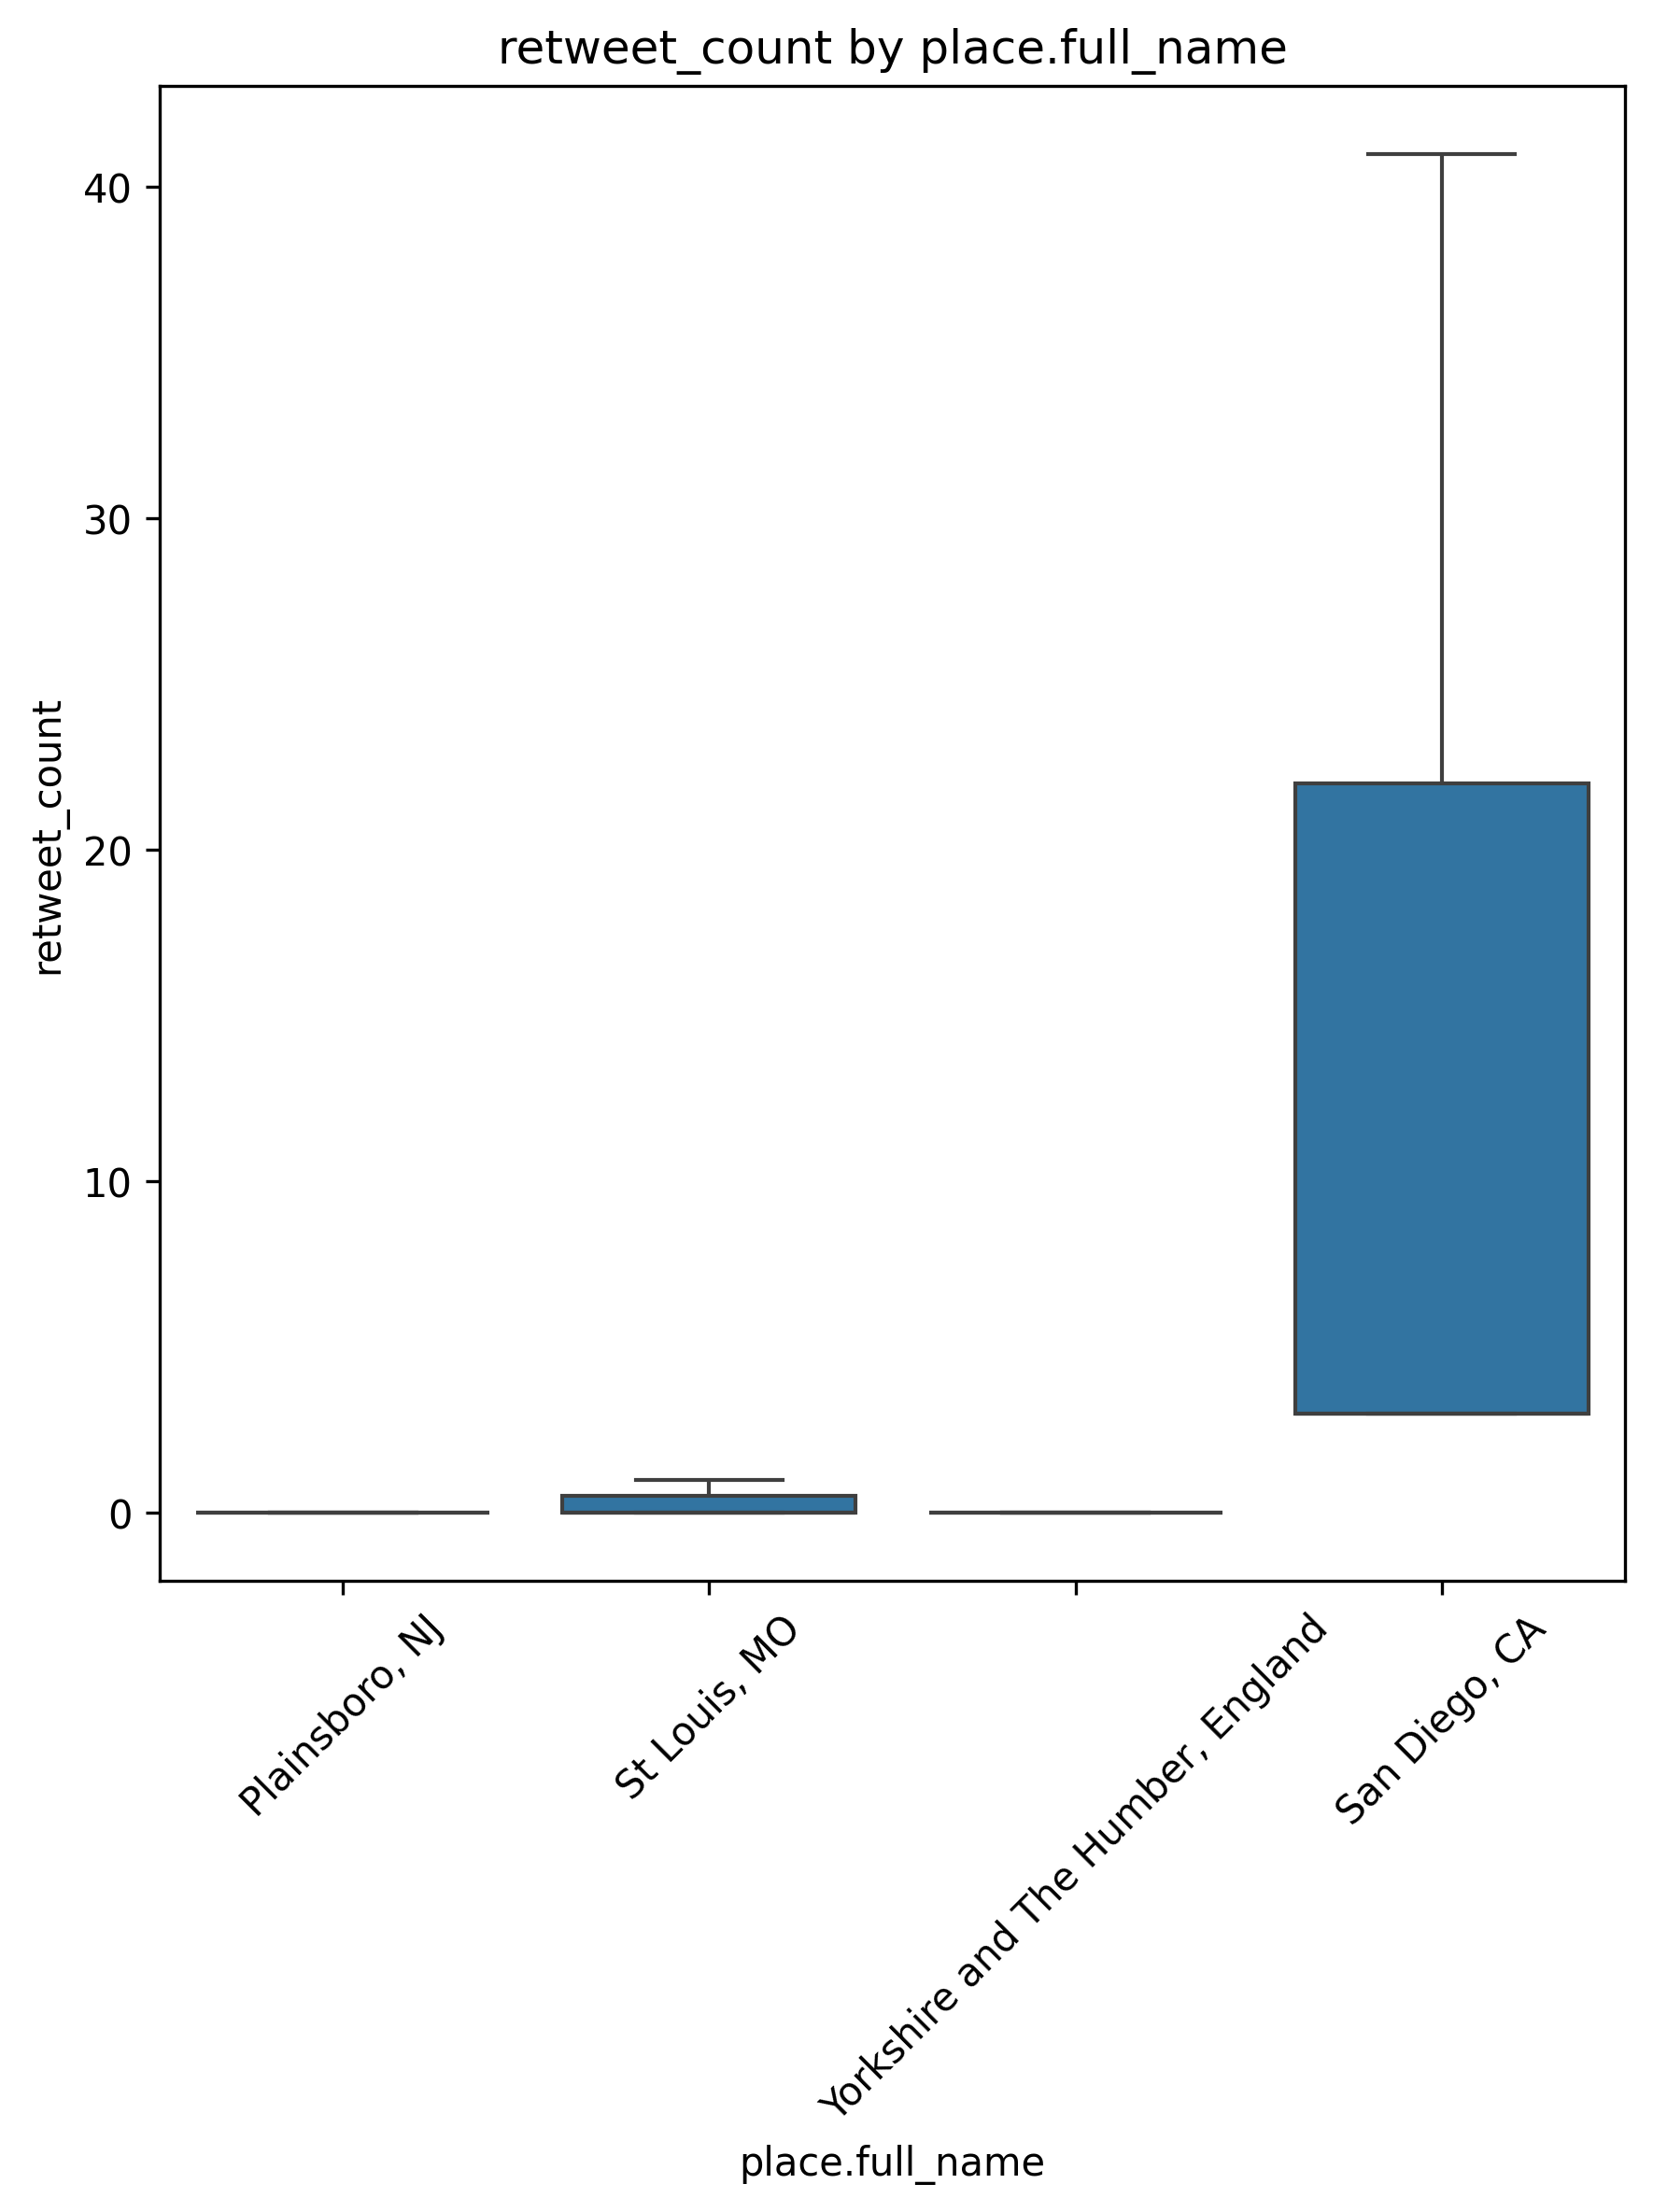 retweet_count by place.full_name
retweet_count
40
30
20
10
0
Plainsboro, NJ
St Louis, MO
Yorkshire and The Humber, England
San Diego, CA
place.full_name